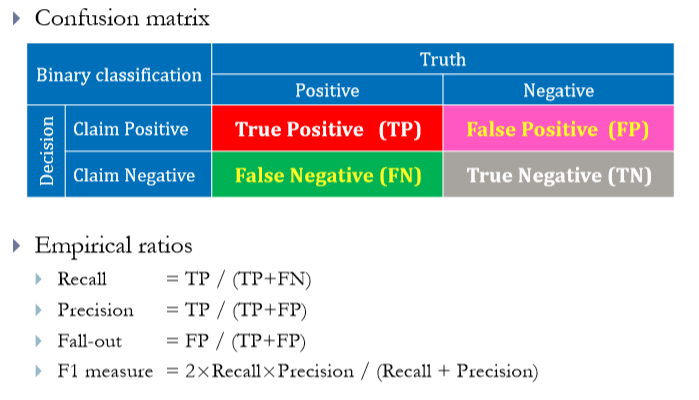 Confusion matrix
Binary classification
Truth
Positive
Negative
Decision
Claim Positive
True Positive (TP)
False Positive (FP)
Claim Negative
False Negative (FN)
True Negative (TN)
Empirical ratios
Recall = TP / (TP+FN)
Precision = TP / (TP+FP)
Fall-out = FP / (TP+FP)
F1 measure = 2×Recall×Precision / (Recall + Precision)